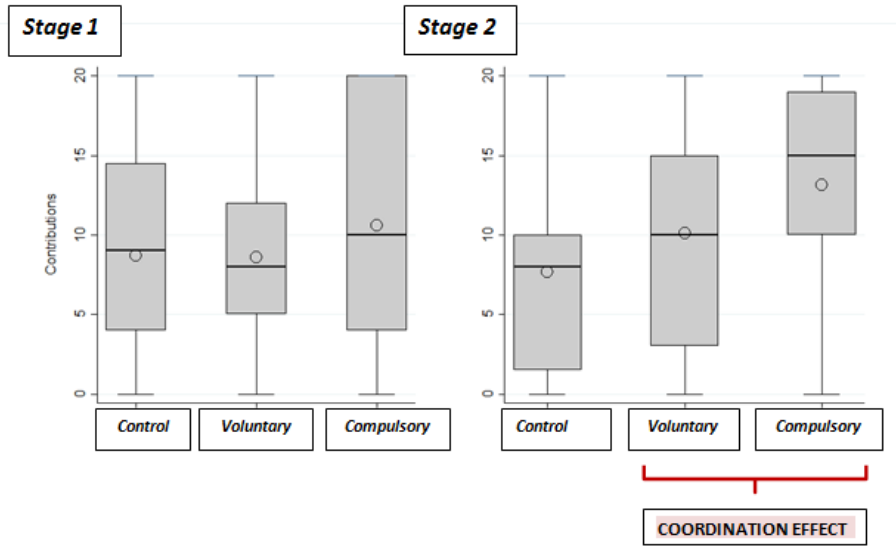 Stage 1
Stage 2
Contributions
20
15
10
5
0
20
15
10
5
0
Control
Voluntary
Compulsory
Control
Voluntary
Compulsory
COORDINATION EFFECT